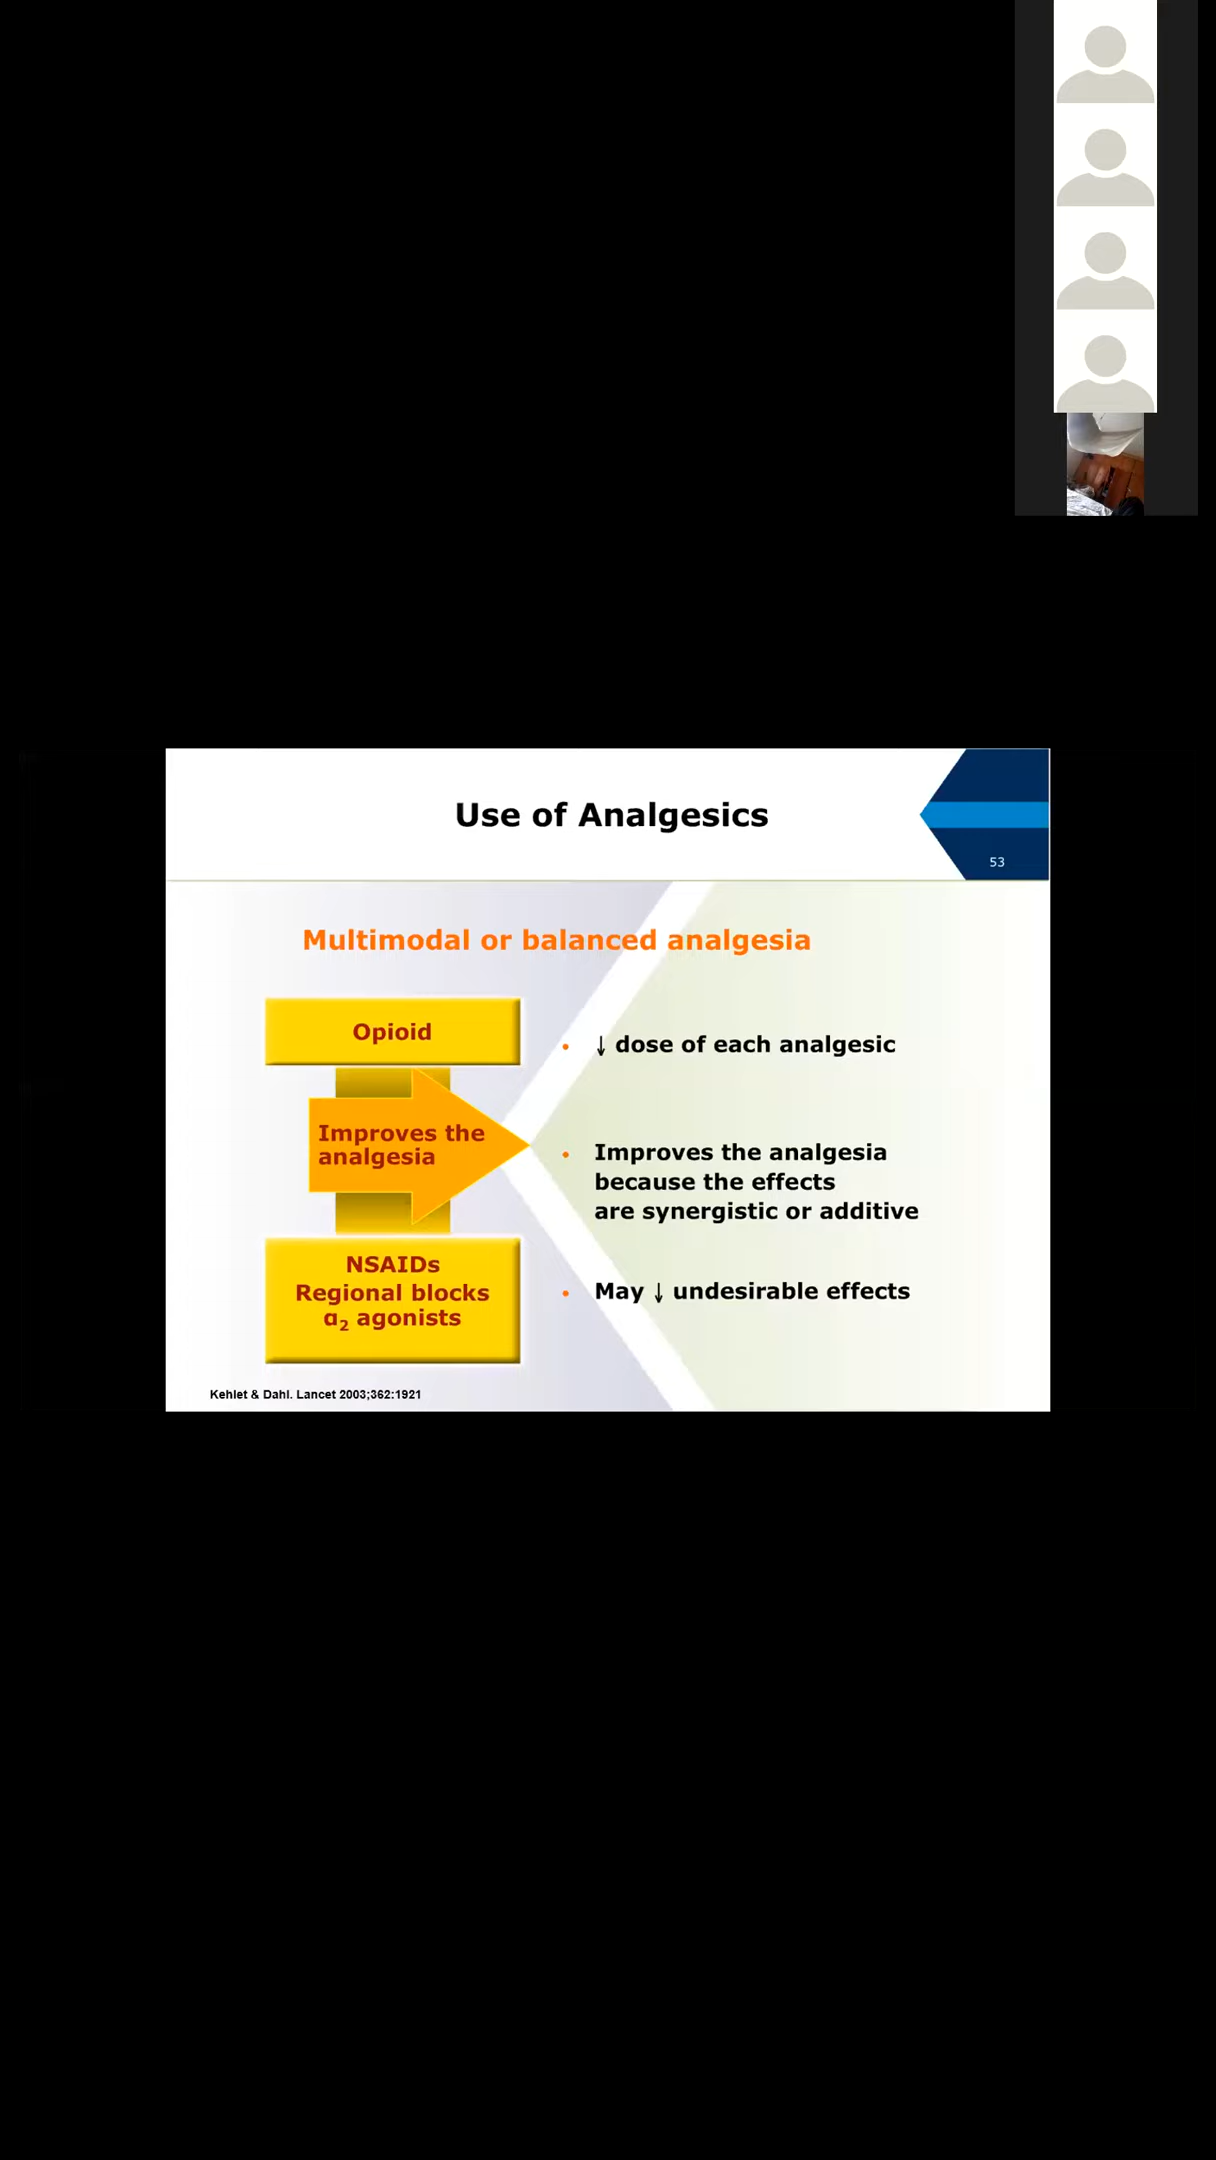 Use of Analgesics
53
Multimodal or balanced analgesia
Opioid
Improves the
analgesia
NSAIDs
Regional blocks
α₂ agonists
• ↓ dose of each analgesic
• Improves the analgesia
because the effects
are synergistic or additive
• May ↓ undesirable effects
Kehlet & Dahl. Lancet 2003;362:1921